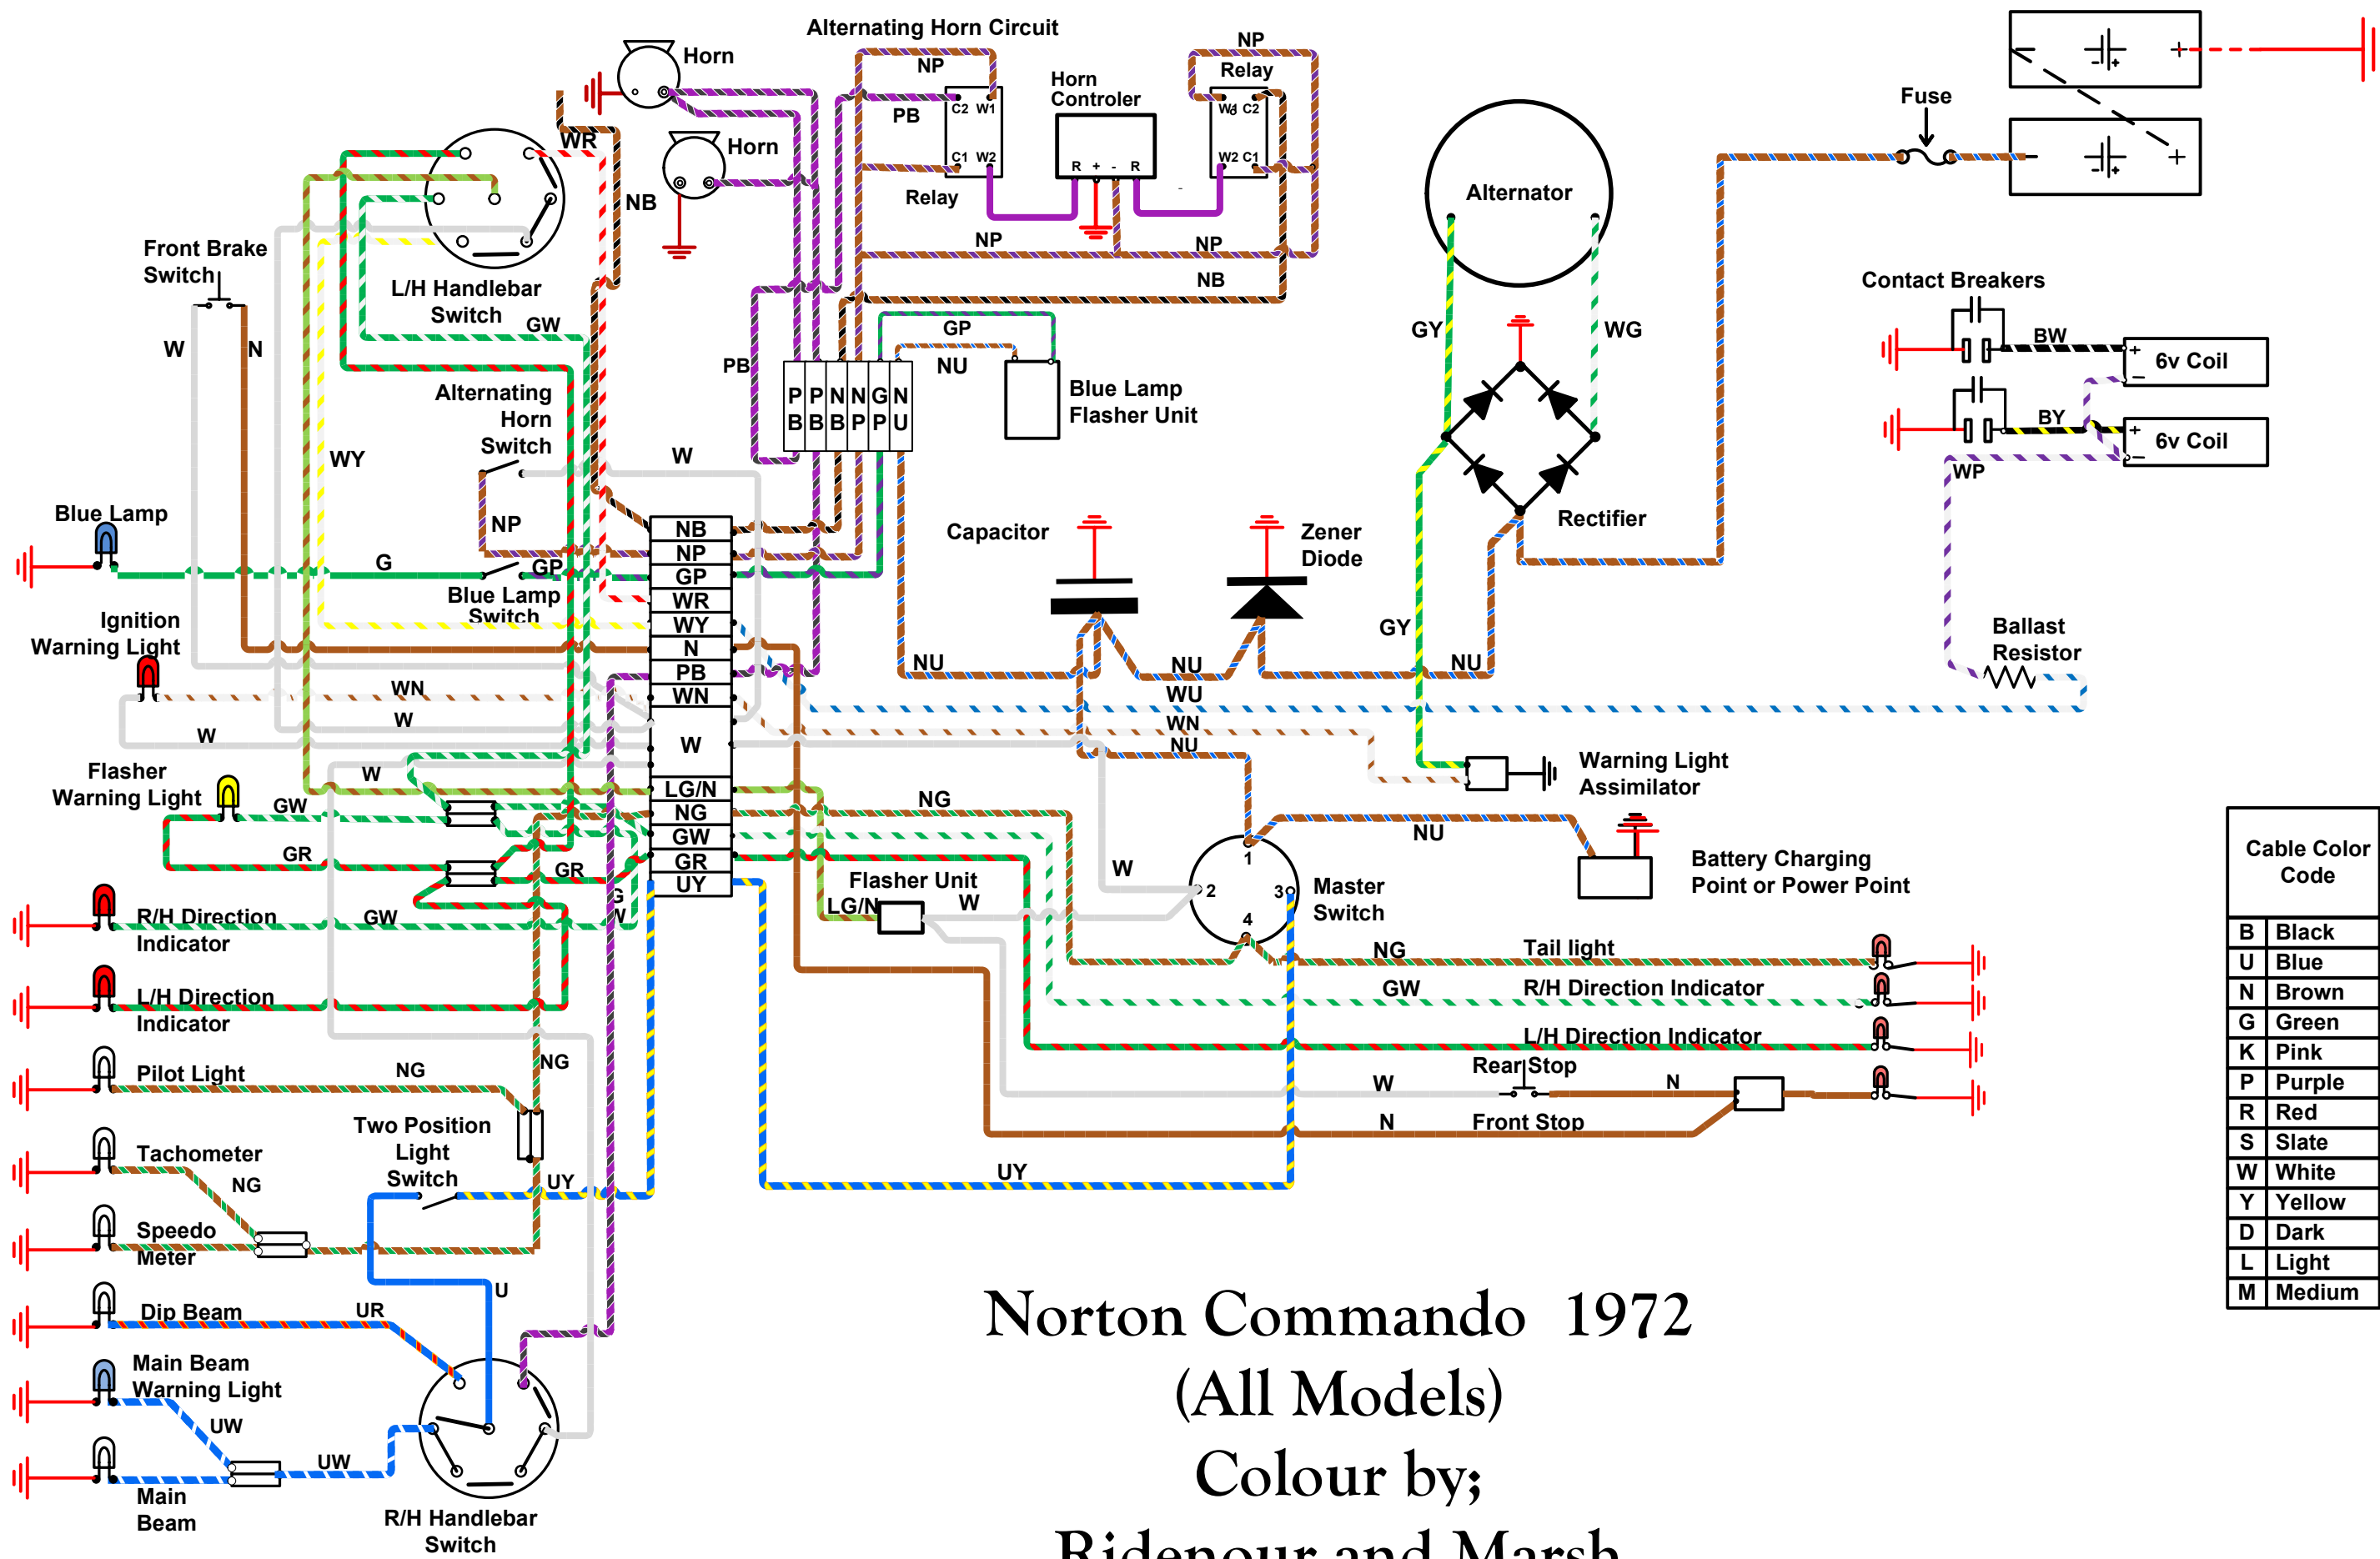 Alternating Horn Circuit
Horn
NP
PB
C2 W1
C1 W2
Relay
Horn
Controler
R + - R
NP
Relay
C2
W2 C1
NP
NP
NB
Fuse
- +
- +
Alternator
WR
NB
Horn
L/H Handlebar
Switch
Front Brake
Switch
W
N
GW
WY
Alternating
Horn
Switch
W
NP
PB
GP
NU
PB
PB
NB
NP
GP
NU
Blue Lamp
Flasher Unit
GY
WG
Rectifier
Contact Breakers
BW
+
-
6v Coil
BY
+
-
6v Coil
WP
Blue Lamp
G
GP
Blue Lamp
Switch
Ignition
Warning Light
WN
W
W
NB
NP
GP
WR
WY
N
PB
WN
W
LG/N
NG
GW
GR
UY
Capacitor
Zener
Diode
GY
NU
NU
NU
WU
WN
NU
Ballast
Resistor
Warning Light
Assimilator
Flasher
Warning Light
W
GW
GR
GR
G
W
R/H Direction
Indicator
GW
L/H Direction
Indicator
NG
Flasher Unit
LG/N
W
W
1
2
3
4
Master
Switch
NU
Battery Charging
Point or Power Point
NG
Tail light
GW
R/H Direction Indicator
L/H Direction Indicator
Rear Stop
W
N
N
Front Stop
UY
Pilot Light
NG
NG
Two Position
Light
Switch
UY
Tachometer
NG
Speedo
Meter
U
Dip Beam
UR
Main Beam
Warning Light
UW
UW
Main
Beam
R/H Handlebar
Switch
Cable Color
Code
B Black
U Blue
N Brown
G Green
K Pink
P Purple
R Red
S Slate
W White
Y Yellow
D Dark
L Light
M Medium
Norton Commando 1972
(All Models)
Colour by;
Ridenour and Marsh